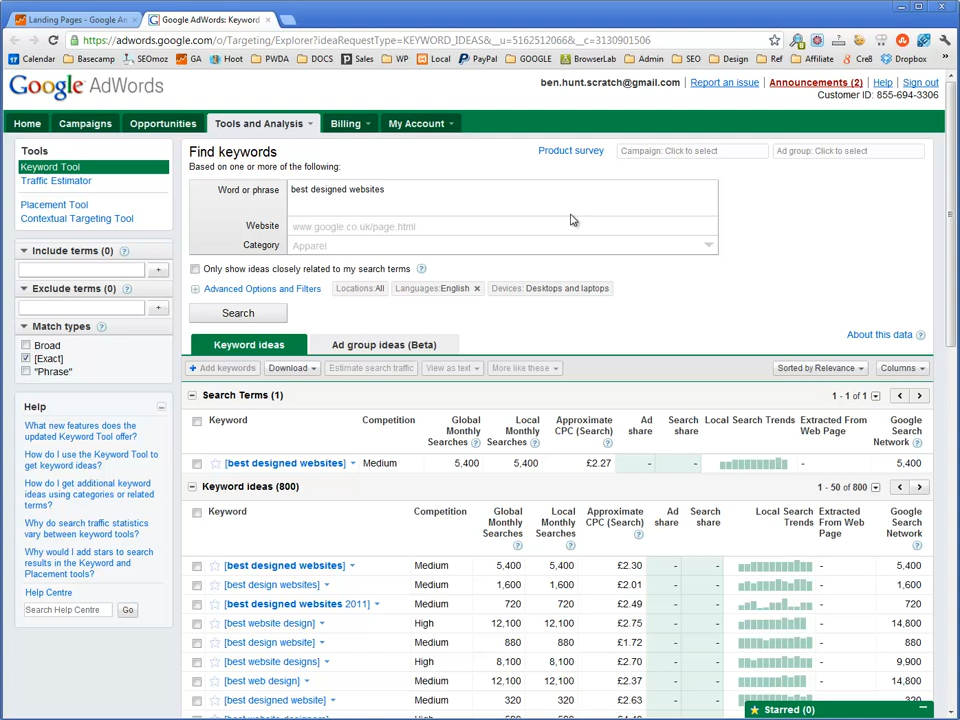 Landing Pages - Google An ×
Google AdWords: Keyword ×
https://adwords.google.com/o/Targeting/Explorer?ideaRequestType=KEYWORD_IDEAS&__u=5162512066&__c=3130901506
Calendar Basecamp SEOmoz GA Hoot PWDA DOCS Sales WP Local PayPal GOOGLE BrowserLab Admin SEO Design Ref Affiliate Cre8 Dropbox »
Google AdWords
ben.hunt.scratch@gmail.com Report an issue Announcements (2) Help Sign out
Customer ID: 855-694-3306
Home Campaigns Opportunities Tools and Analysis Billing My Account
Tools
Keyword Tool
Traffic Estimator
Placement Tool
Contextual Targeting Tool
Include terms (0) ?
+
Exclude terms (0) ?
+
Match types ?
Broad
[Exact]
"Phrase"
Help
What new features does the
updated Keyword Tool offer?
How do I use the Keyword Tool to
get keyword ideas?
How do I get additional keyword
ideas using categories or related
terms?
Why do search traffic statistics
vary between keyword tools?
Why would I add stars to search
results in the Keyword and
Placement tools?
Help Centre
Search Help Centre Go
Find keywords
Based on one or more of the following:
Product survey Campaign: Click to select Ad group: Click to select
Word or phrase best designed websites
Website www.google.co.uk/page.html
Category Apparel
Only show ideas closely related to my search terms ?
Advanced Options and Filters Locations:All Languages:English × Devices: Desktops and laptops
Search
About this data ?
Keyword ideas Ad group ideas (Beta)
+ Add keywords Download Estimate search traffic View as text More like these Sorted by Relevance Columns
Search Terms (1) 1 - 1 of 1
Keyword Competition Global Monthly Searches ? Local Monthly Searches ? Approximate CPC (Search) ? Ad share Search share Local Search Trends Extracted From Web Page Google Search Network ?
[best designed websites] Medium 5,400 5,400 £2.27 - - - 5,400
Keyword ideas (800) 1 - 50 of 800
Keyword Competition Global Monthly Searches ? Local Monthly Searches ? Approximate CPC (Search) ? Ad share Search share Local Search Trends Extracted From Web Page Google Search Network ?
[best designed websites] Medium 5,400 5,400 £2.30 - - - 5,400
[best design websites] Medium 1,600 1,600 £2.01 - - - 1,600
[best designed websites 2011] Medium 720 720 £2.49 - - - 720
[best website design] High 12,100 12,100 £2.75 - - - 14,800
[best design website] Medium 880 880 £1.72 - - - 880
[best website designs] High 8,100 8,100 £2.70 - - - 9,900
[best web design] Medium 12,100 12,100 £2.37 - - - 14,800
[best designed website] Medium 320 320 £2.63 - - - 320
Starred (0)